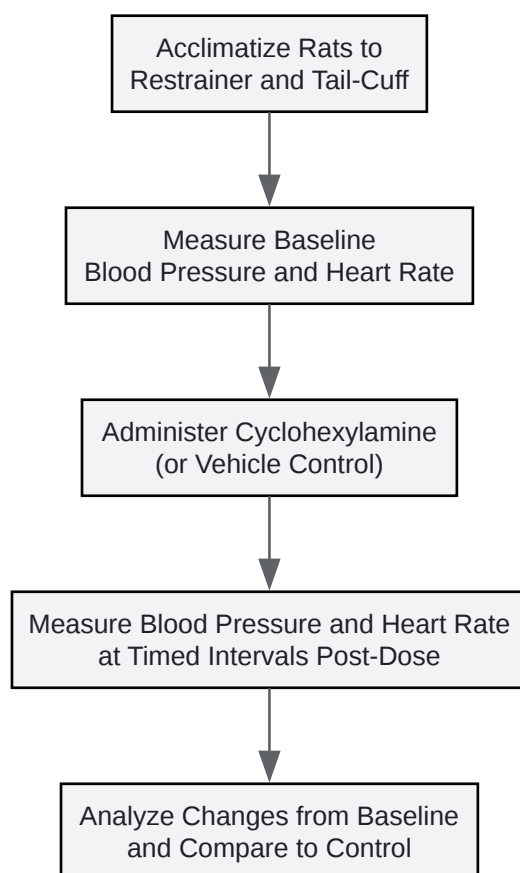 Acclimatize Rats to
Restrainer and Tail-Cuff
Measure Baseline
Blood Pressure and Heart Rate
Administer Cyclohexylamine
(or Vehicle Control)
Measure Blood Pressure and Heart Rate
at Timed Intervals Post-Dose
Analyze Changes from Baseline
and Compare to Control